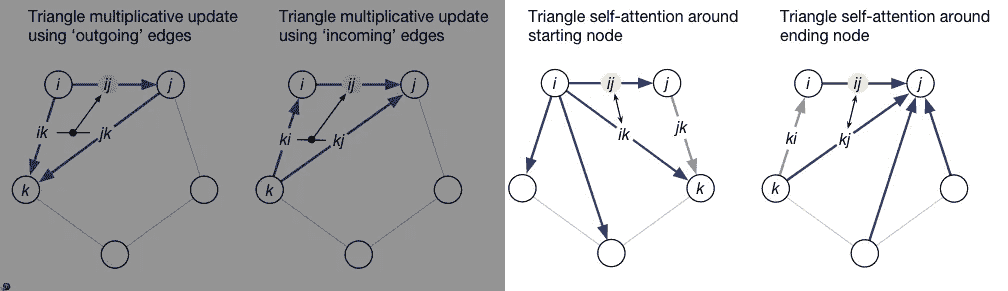 Triangle multiplicative update
using ‘outgoing’ edges
i
ij
j
ik
jk
k
Triangle multiplicative update
using ‘incoming’ edges
i
ij
j
ki
kj
k
Triangle self-attention around
starting node
i
ij
j
ik
jk
k
Triangle self-attention around
ending node
i
ij
j
ki
kj
k